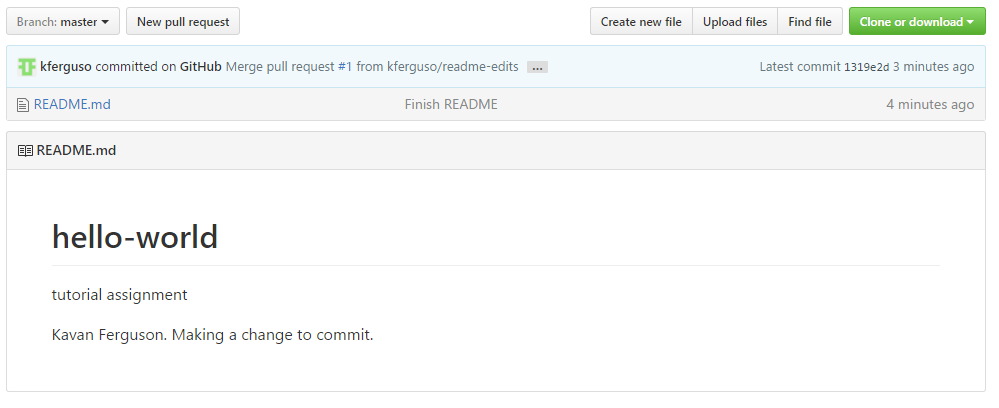 Branch: master New pull request Create new file Upload files Find file Clone or download
kferguso committed on GitHub Merge pull request #1 from kferguso/readme-edits ... Latest commit 1319e2d 3 minutes ago
README.md Finish README 4 minutes ago
README.md
hello-world
tutorial assignment
Kavan Ferguson. Making a change to commit.